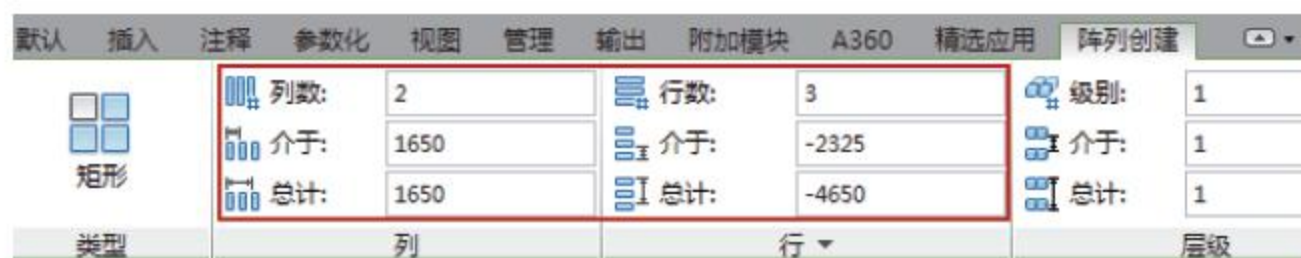 默认 插入 注释 参数化 视图 管理 输出 附加模块 A360 精选应用 阵列创建
列数: 2 行数: 3 级别: 1
介于: 1650 介于: -2325 介于: 1
矩形
总计: 1650 总计: -4650 总计: 1
类型 列 行 层级